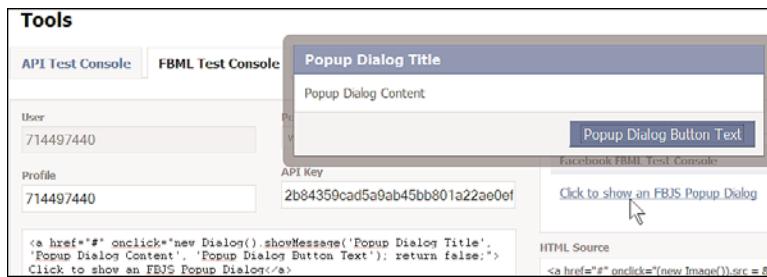 Tools
API Test Console
FBML Test Console
Popup Dialog Title
Popup Dialog Content
Popup Dialog Button Text
User
714497440
Profile
714497440
API Key
2b84359cad5a9ab45bb801a22ae0ef
Facebook FBML Test Console
Click to show an FBJS Popup Dialog
<a href="#" onclick="new Dialog().showMessage('Popup Dialog Title',
'Popup Dialog Content', 'Popup Dialog Button Text'); return false;">
Click to show an FBJS Popup Dialog</a>
HTML Source
<a href="#" onclick="(new Image()).src = &